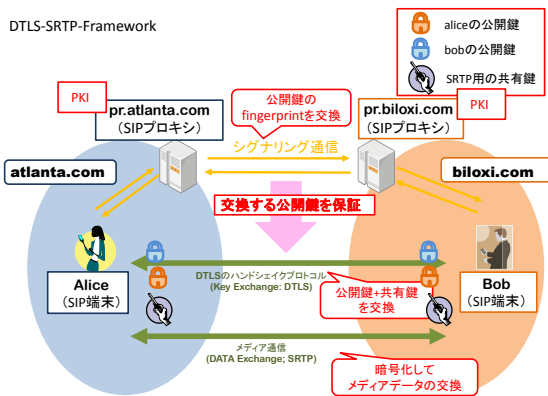 DTLS-SRTP-Framework
aliceの公開鍵
bobの公開鍵
SRTP用の共有鍵
PKI
pr.atlanta.com
(SIPプロキシ)
公開鍵の
fingerprintを交換
pr.biloxi.com
(SIPプロキシ)
PKI
シグナリング通信
atlanta.com
biloxi.com
交換する公開鍵を保証
Alice
(SIP端末)
DTLSのハンドシェイクプロトコル
(Key Exchange: DTLS)
公開鍵+共有鍵
を交換
Bob
(SIP端末)
メディア通信
(DATA Exchange; SRTP)
暗号化して
メディアデータの交換